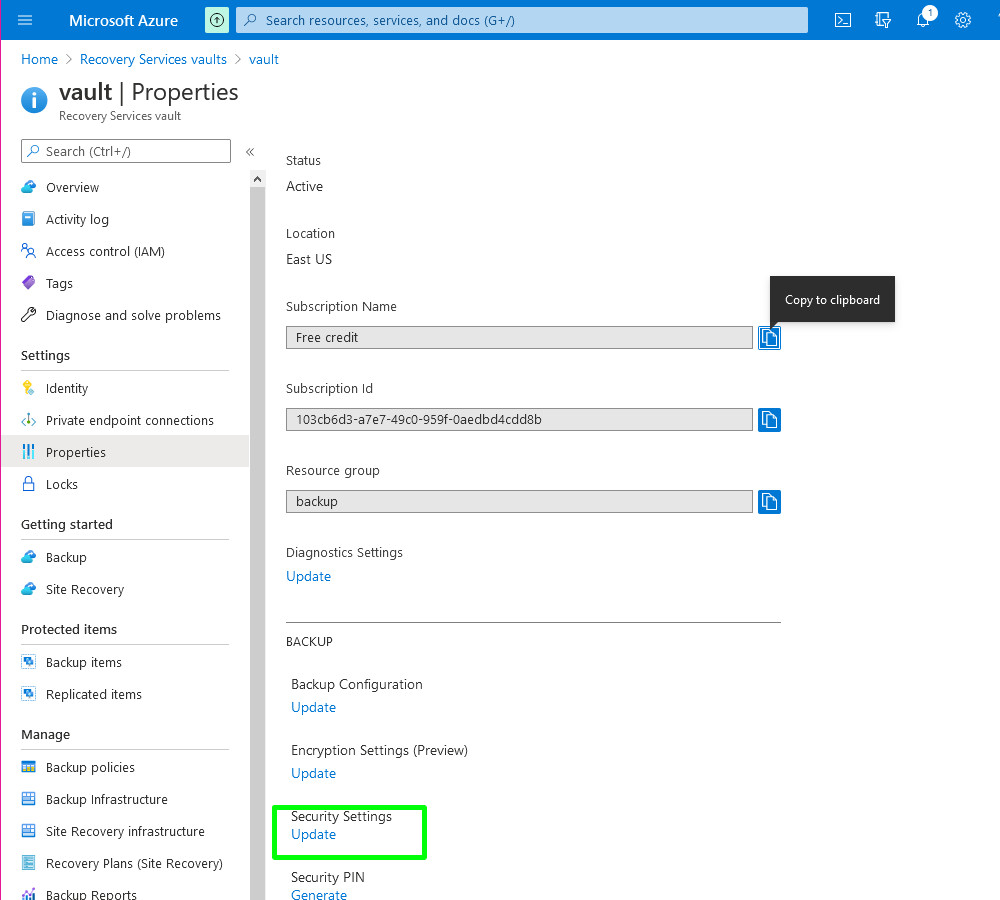 Microsoft Azure
Search resources, services, and docs (G+/)
1
Home > Recovery Services vaults > vault
vault | Properties
Recovery Services vault
Search (Ctrl+/)
«
Overview
Activity log
Access control (IAM)
Tags
Diagnose and solve problems
Settings
Identity
Private endpoint connections
Properties
Locks
Getting started
Backup
Site Recovery
Protected items
Backup items
Replicated items
Manage
Backup policies
Backup Infrastructure
Site Recovery infrastructure
Recovery Plans (Site Recovery)
Backup Reports
Status
Active
Location
East US
Subscription Name
Copy to clipboard
Free credit
Subscription Id
103cb6d3-a7e7-49c0-959f-0aedbd4cdd8b
Resource group
backup
Diagnostics Settings
Update
BACKUP
Backup Configuration
Update
Encryption Settings (Preview)
Update
Security Settings
Update
Security PIN
Generate